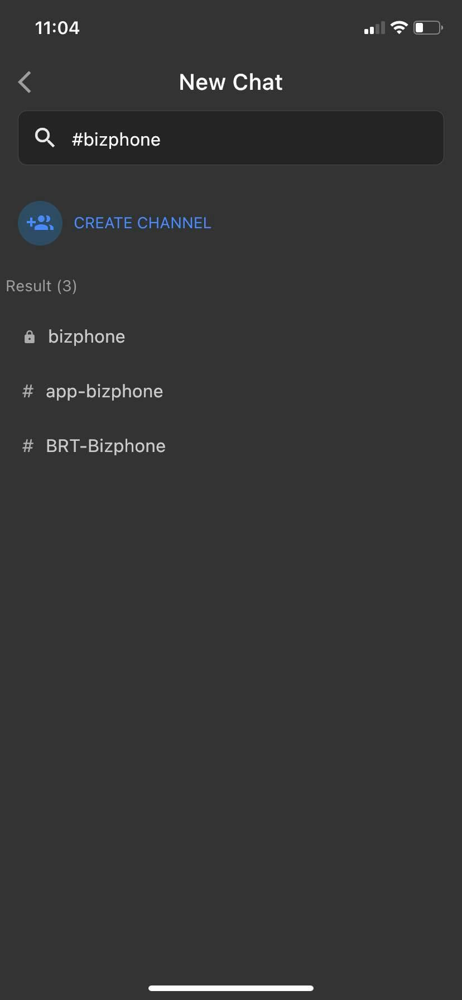 11:04
New Chat
#bizphone
CREATE CHANNEL
Result (3)
bizphone
# app-bizphone
# BRT-Bizphone